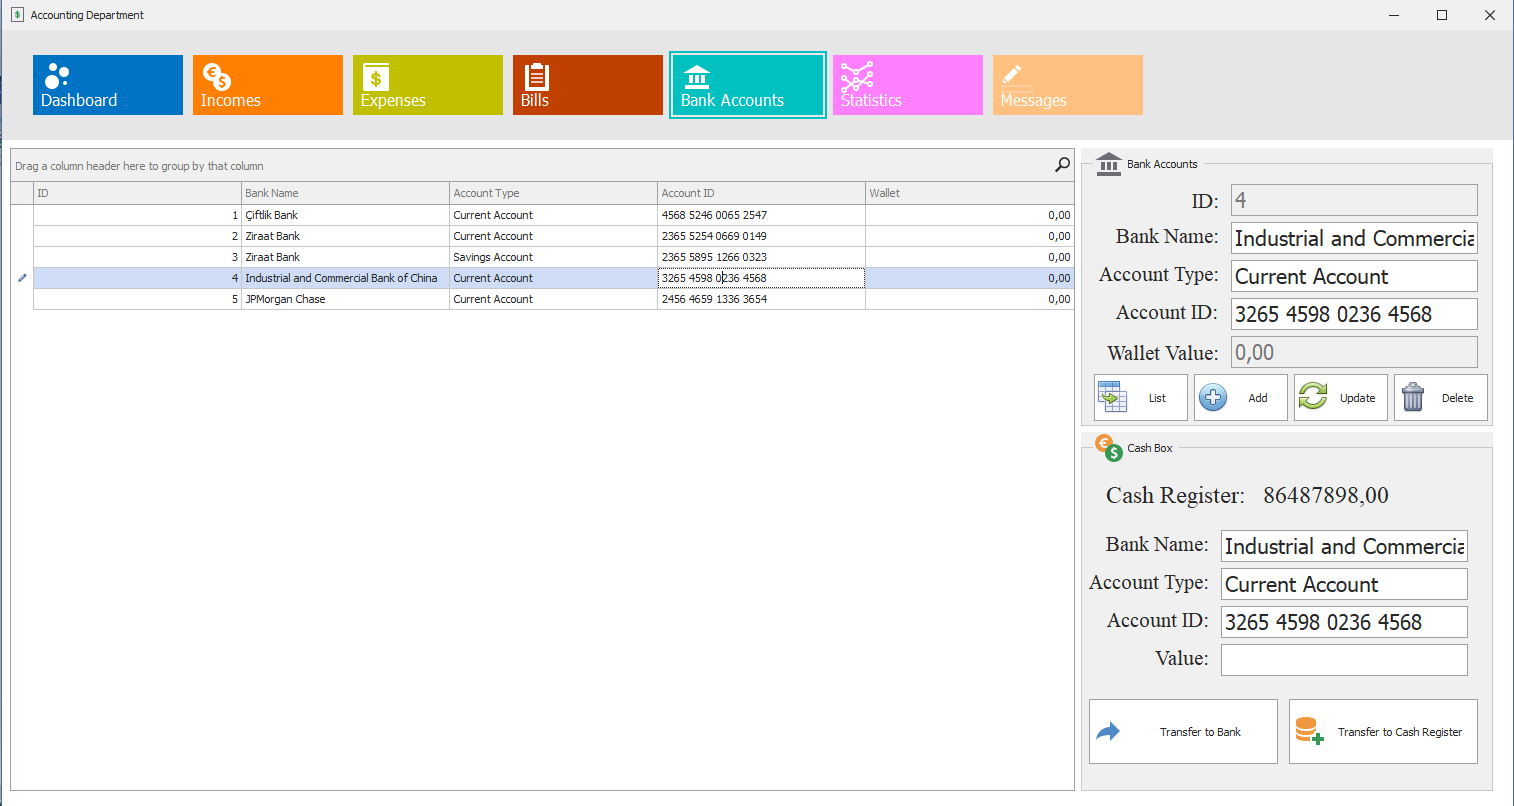 Accounting Department
Dashboard
Incomes
Expenses
Bills
Bank Accounts
Statistics
Messages
Drag a column header here to group by that column
ID Bank Name Account Type Account ID Wallet
1 Çiftlik Bank Current Account 4568 5246 0065 2547 0,00
2 Ziraat Bank Current Account 2365 5254 0669 0149 0,00
3 Ziraat Bank Savings Account 2365 5895 1266 0323 0,00
4 Industrial and Commercial Bank of China Current Account 3265 4598 0236 4568 0,00
5 JPMorgan Chase Current Account 2456 4659 1336 3654 0,00
Bank Accounts
ID: 4
Bank Name: Industrial and Commercia
Account Type: Current Account
Account ID: 3265 4598 0236 4568
Wallet Value: 0,00
List
Add
Update
Delete
Cash Box
Cash Register: 86487898,00
Bank Name: Industrial and Commercia
Account Type: Current Account
Account ID: 3265 4598 0236 4568
Value:
Transfer to Bank
Transfer to Cash Register